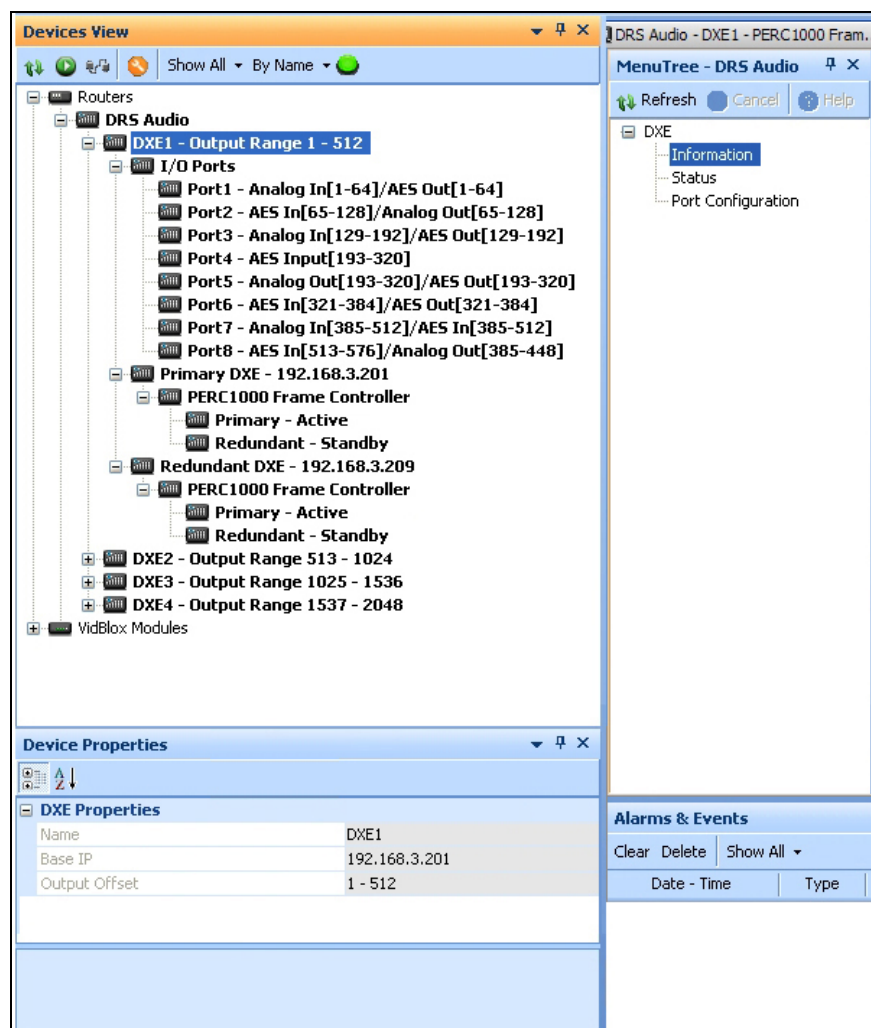 Devices View
Show All By Name
Routers
DRS Audio
DXE1 - Output Range 1 - 512
I/O Ports
Port1 - Analog In[1-64]/AES Out[1-64]
Port2 - AES In[65-128]/Analog Out[65-128]
Port3 - Analog In[129-192]/AES Out[129-192]
Port4 - AES Input[193-320]
Port5 - Analog Out[193-320]/AES Out[193-320]
Port6 - AES In[321-384]/AES Out[321-384]
Port7 - Analog In[385-512]/AES In[385-512]
Port8 - AES In[513-576]/Analog Out[385-448]
Primary DXE - 192.168.3.201
PERC1000 Frame Controller
Primary - Active
Redundant - Standby
Redundant DXE - 192.168.3.209
PERC1000 Frame Controller
Primary - Active
Redundant - Standby
DXE2 - Output Range 513 - 1024
DXE3 - Output Range 1025 - 1536
DXE4 - Output Range 1537 - 2048
VidBlox Modules
Device Properties
A
Z
DXE Properties
Name DXE1
Base IP 192.168.3.201
Output Offset 1 - 512
DRS Audio - DXE1 - PERC1000 Fram.
MenuTree - DRS Audio
Refresh Cancel ? Help
DXE
Information
Status
Port Configuration
Alarms & Events
Clear Delete Show All
Date - Time Type